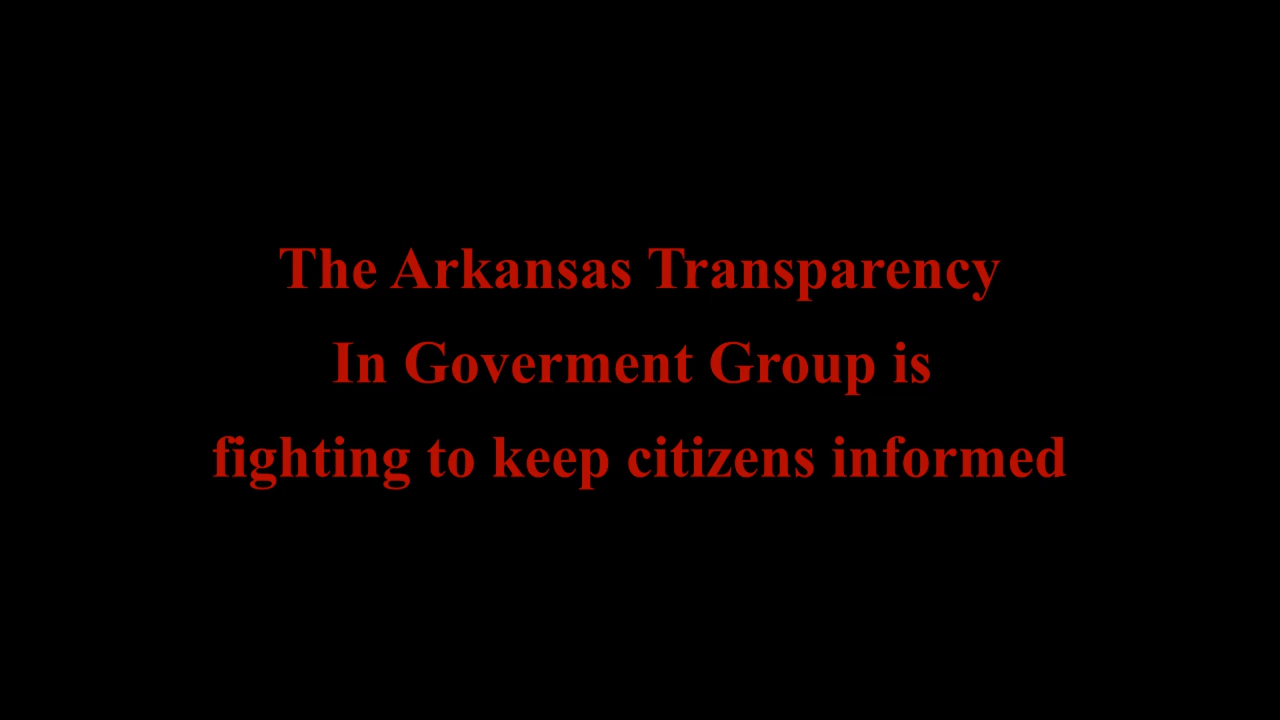 The Arkansas Transparency
In Goverment Group is
fighting to keep citizens informed